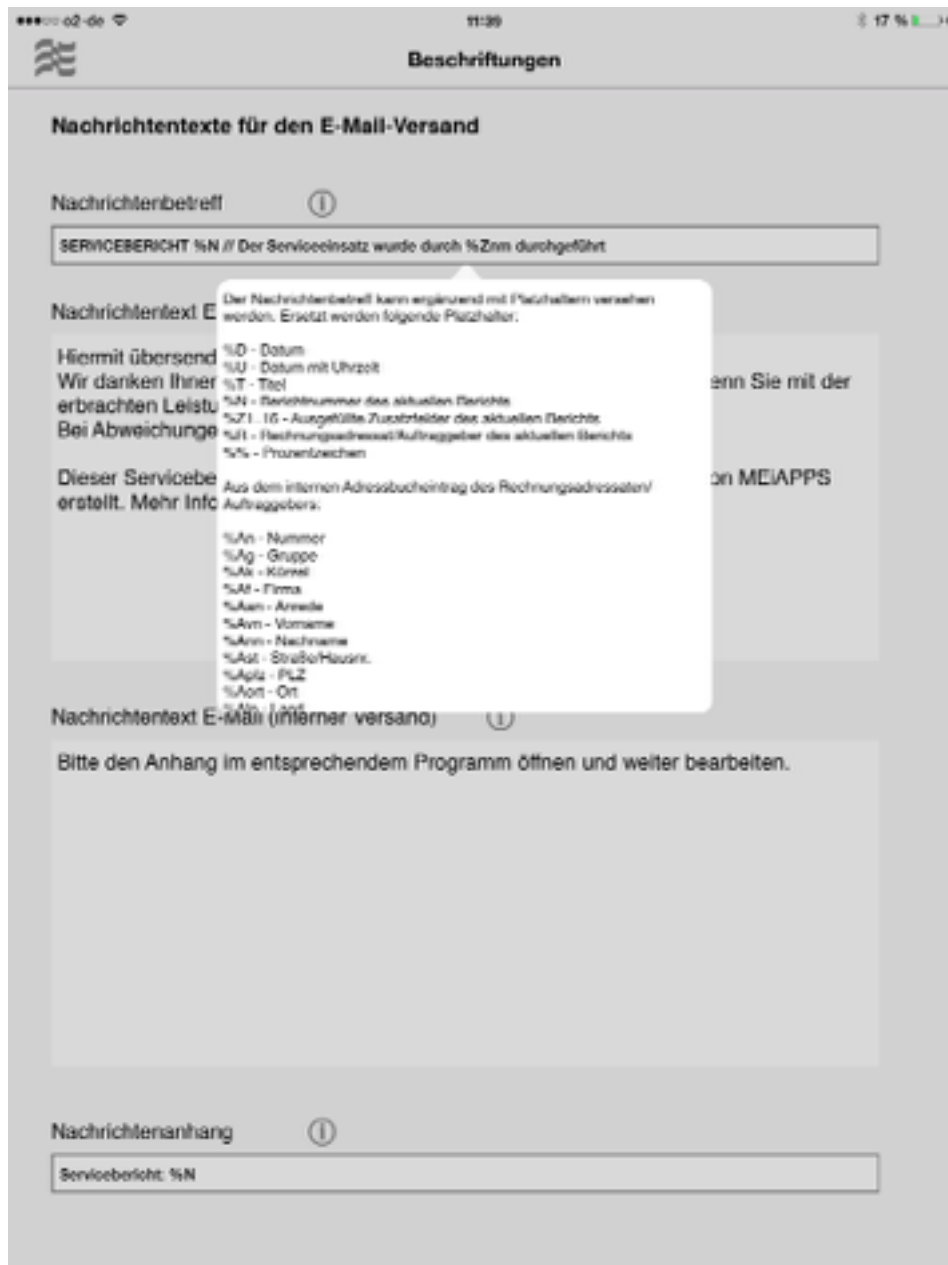 o2-de
11:39
17 %
Beschriftungen
Nachrichtentexte für den E-Mail-Versand
Nachrichtenbetreff
SERVICEBERICHT %N // Der Serviceeinsatz wurde durch %Znm durchgeführt
Der Nachrichtenbetreff kann ergänzend mit Platzhaltern versehen
werden. Ersetzt werden folgende Platzhalter:
%D - Datum
%U - Datum mit Uhrzeit
%T - Titel
%N - Berichtnummer des aktuellen Berichts
%Z1..16 - Ausgefüllte Zusatzfelder des aktuellen Berichts
%R - Rechnungsadressat/Auftraggeber des aktuellen Berichts
%% - Prozentzeichen
Aus dem internen Adressbucheintrag des Rechnungsadressaten/
Auftraggebers:
%An - Nummer
%Ag - Gruppe
%Ak - Kürzel
%Af - Firma
%Aan - Anrede
%Avn - Vorname
%Ann - Nachname
%Ast - Straße/Hausnr.
%Aplz - PLZ
%Aort - Ort
%Aln - Land
Nachrichtentext E
Hiermit übersend
Wir danken Ihner enn Sie mit der
erbrachten Leistu
Bei Abweichunge
Dieser Servicebe on MEiAPPS
erstellt. Mehr Info
Nachrichtentext E-Mail (interner Versand)
Bitte den Anhang im entsprechendem Programm öffnen und weiter bearbeiten.
Nachrichtenanhang
Servicebericht: %N